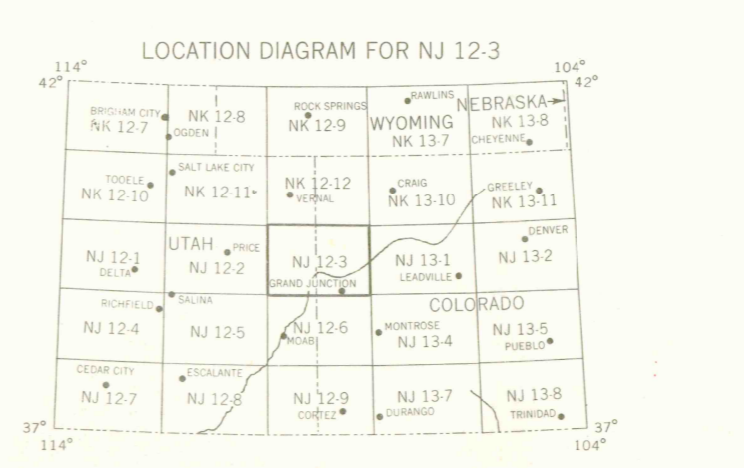 LOCATION DIAGRAM FOR NJ 12-3
114° 104°
42° 42°
BRIGHAM CITY NK 12-7
OGDEN NK 12-8
ROCK SPRINGS NK 12-9
RAWLINS WYOMING NK 13-7
NEBRASKA NK 13-8 CHEYENNE
TOOELE NK 12-10
SALT LAKE CITY NK 12-11
NK 12-12 VERNAL
CRAIG NK 13-10
GREELEY NK 13-11
NJ 12-1 DELTA
UTAH PRICE NJ 12-2
NJ 12-3 GRAND JUNCTION
NJ 13-1 LEADVILLE
DENVER NJ 13-2
COLORADO
RICHFIELD NJ 12-4
SALINA NJ 12-5
NJ 12-6 MOAB
MONTROSE NJ 13-4
NJ 13-5 PUEBLO
CEDAR CITY NJ 12-7
ESCALANTE NJ 12-8
NJ 12-9 CORTEZ
NJ 13-7 DURANGO
NJ 13-8 TRINIDAD
37° 37°
114° 104°